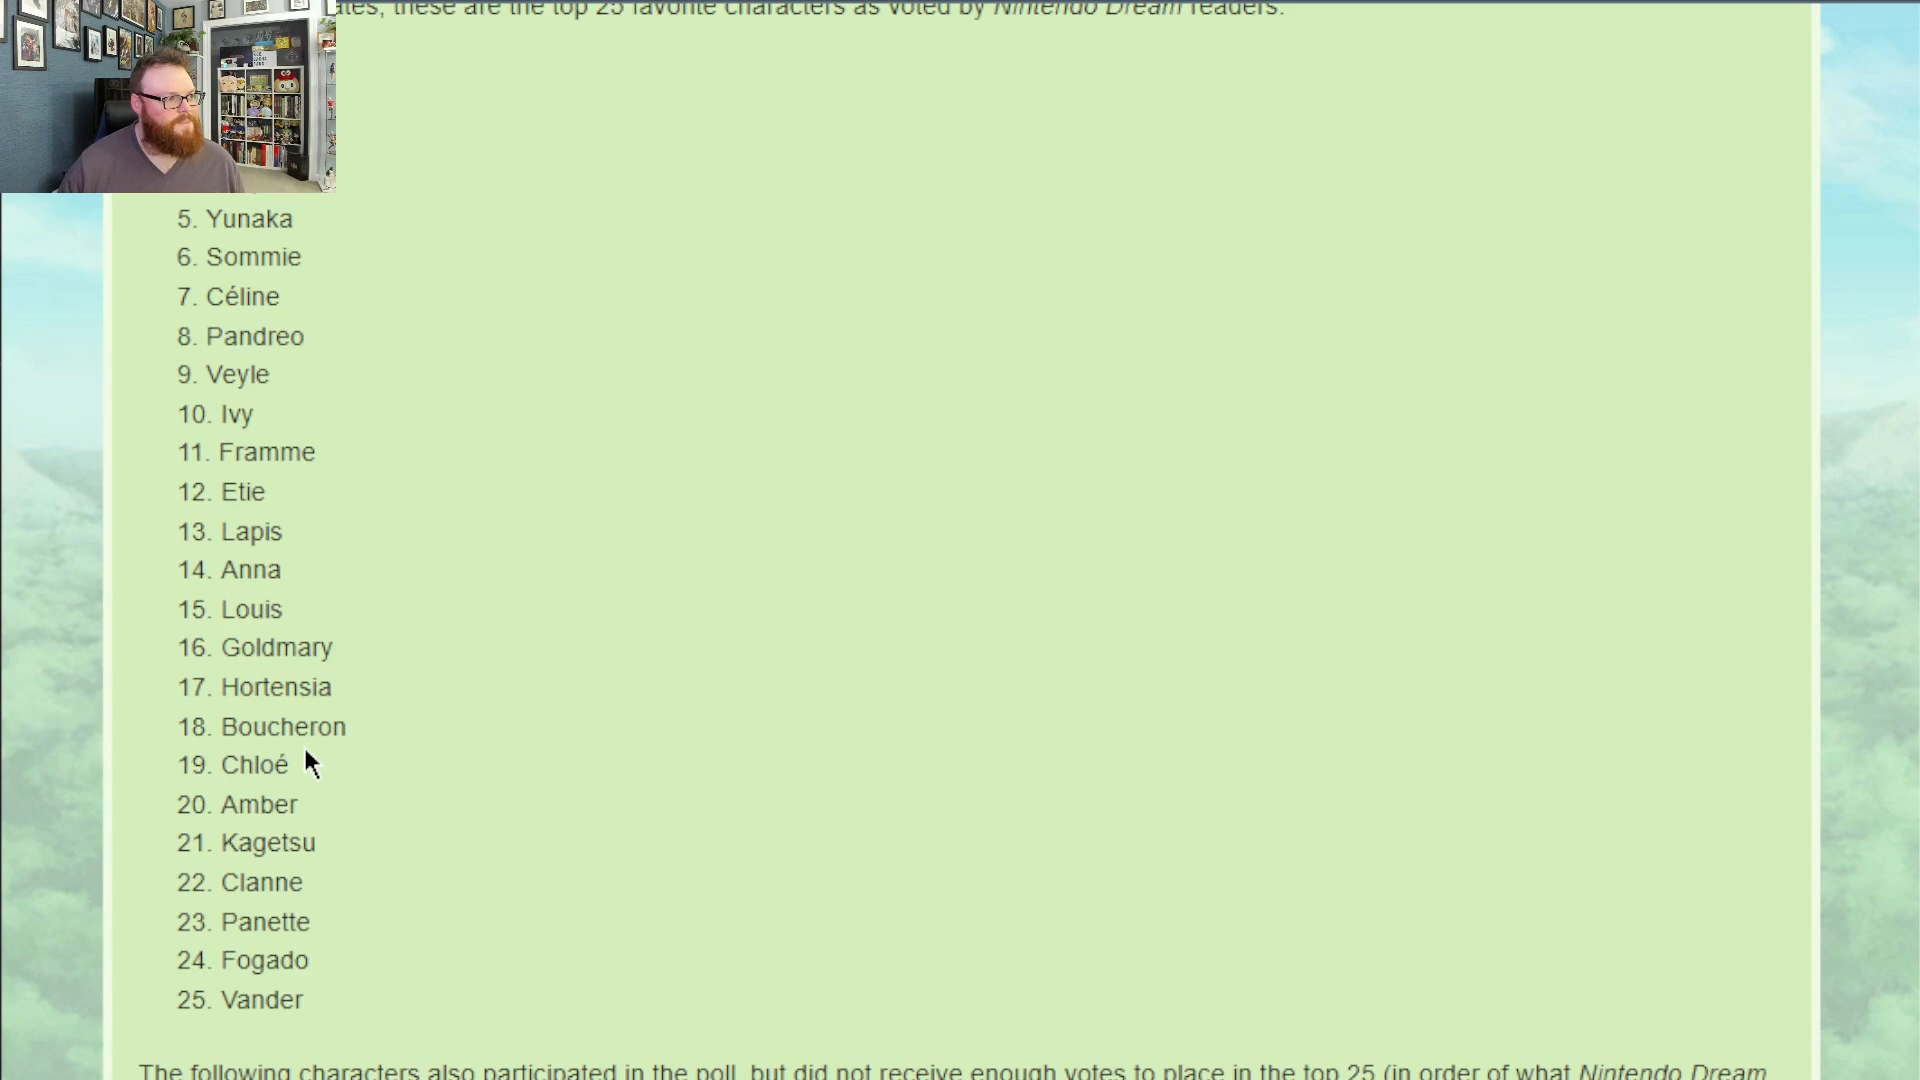 these are the top 25 favorite characters as voted by Nintendo Dream readers.
5. Yunaka
6. Sommie
7. Céline
8. Pandreo
9. Veyle
10. Ivy
11. Framme
12. Etie
13. Lapis
14. Anna
15. Louis
16. Goldmary
17. Hortensia
18. Boucheron
19. Chloé
20. Amber
21. Kagetsu
22. Clanne
23. Panette
24. Fogado
25. Vander
The following characters also participated in the poll, but did not receive enough votes to place in the top 25 (in order of what Nintendo Dream